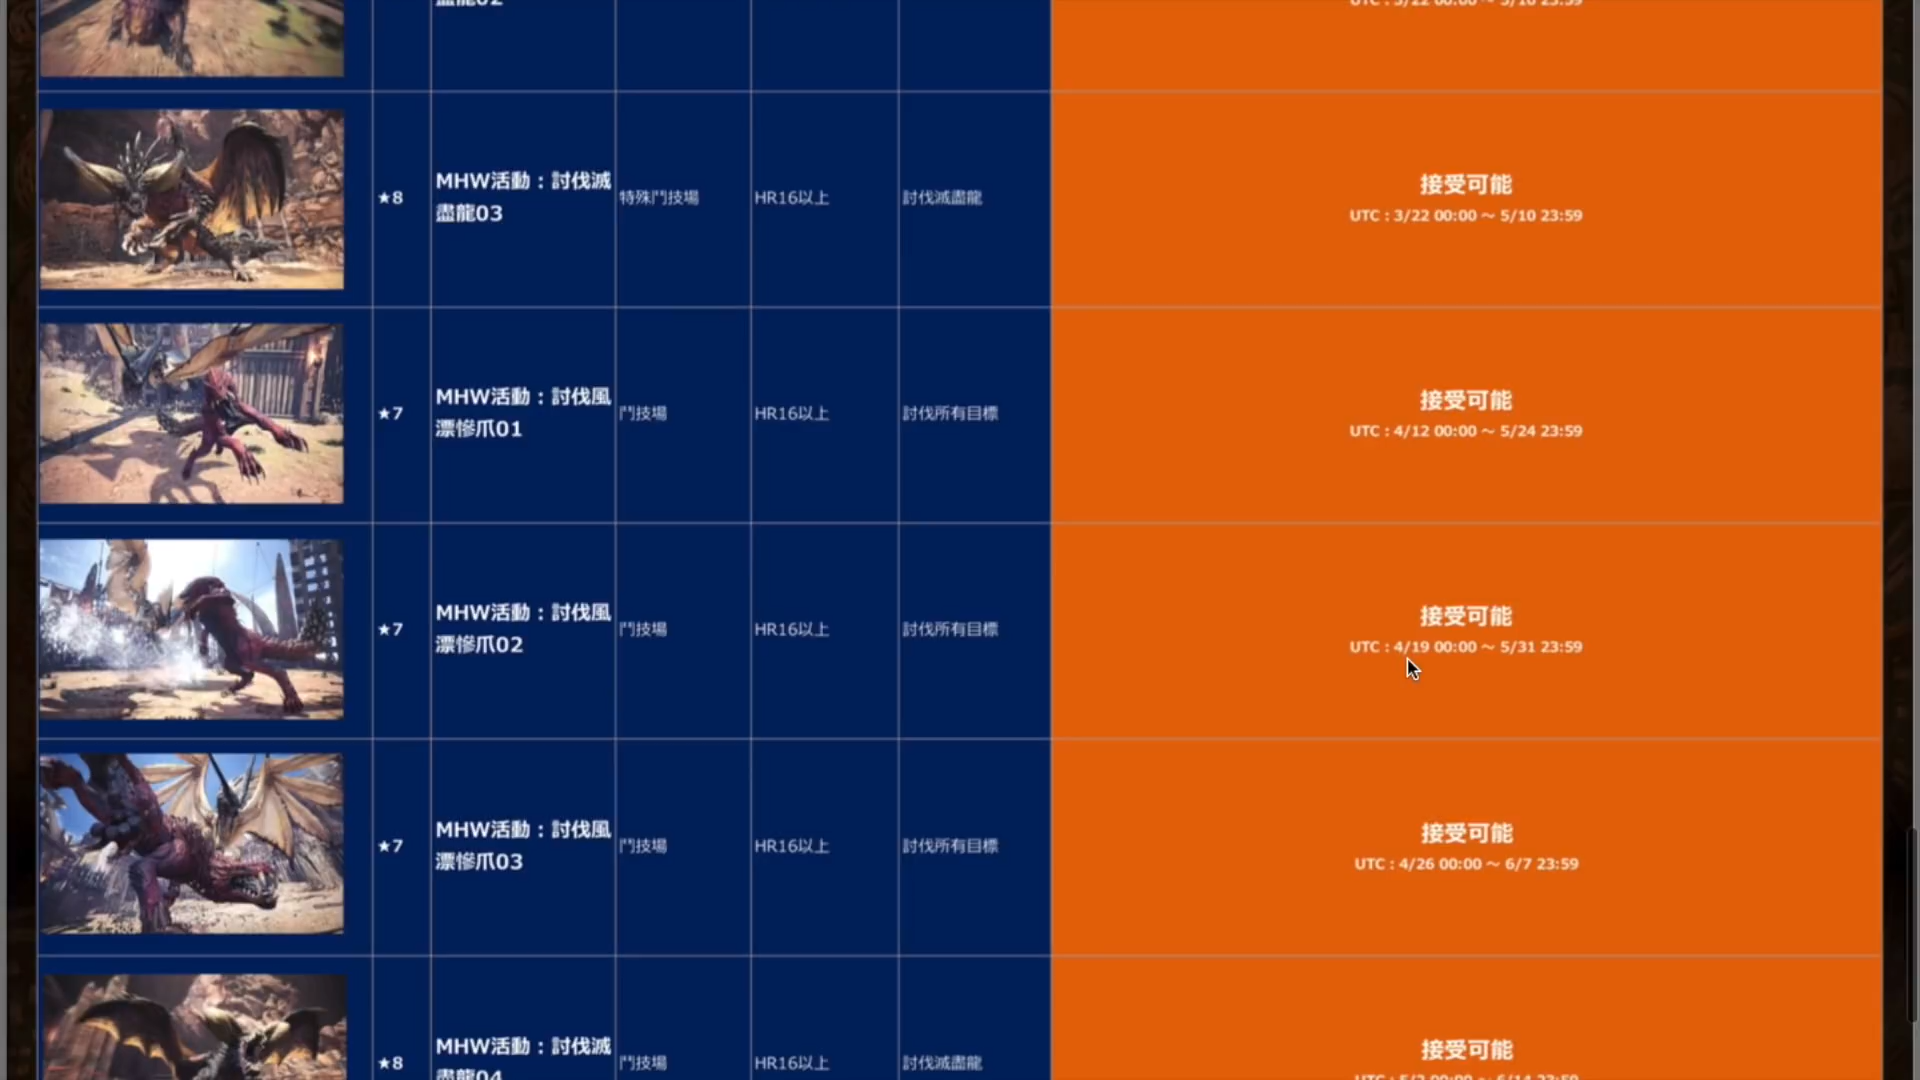 ★8
MHW活動：討伐滅
盡龍03
特殊鬥技場
HR16以上
討伐滅盡龍
接受可能
UTC : 3/22 00:00 ～ 5/10 23:59
★7
MHW活動：討伐風
漂慘爪01
鬥技場
HR16以上
討伐所有目標
接受可能
UTC : 4/12 00:00 ～ 5/24 23:59
★7
MHW活動：討伐風
漂慘爪02
鬥技場
HR16以上
討伐所有目標
接受可能
UTC : 4/19 00:00 ～ 5/31 23:59
★7
MHW活動：討伐風
漂慘爪03
鬥技場
HR16以上
討伐所有目標
接受可能
UTC : 4/26 00:00 ～ 6/7 23:59
★8
MHW活動：討伐滅
鬥技場
HR16以上
討伐滅盡龍
接受可能